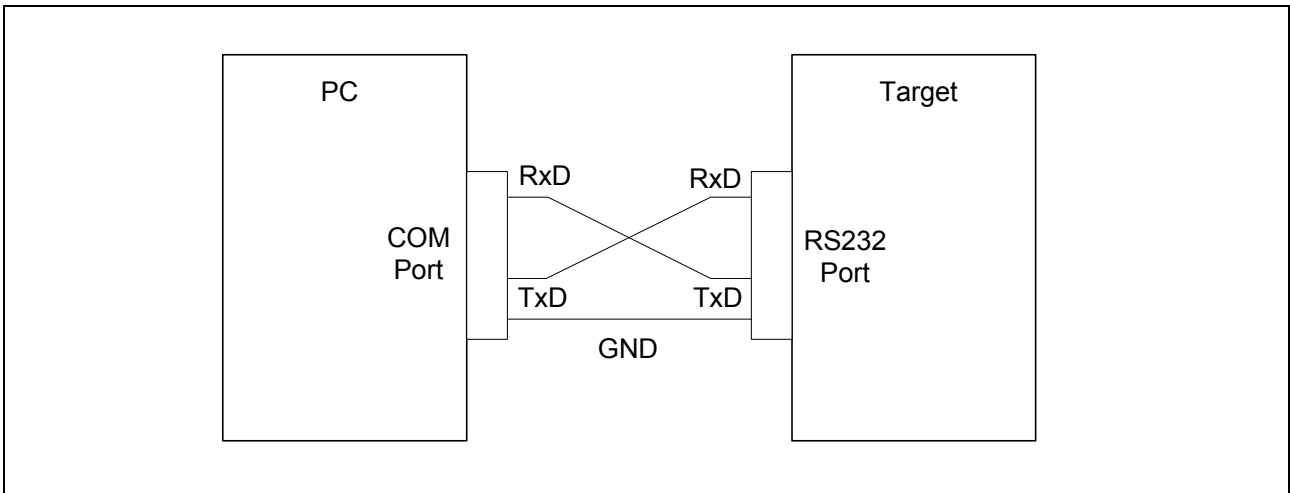 PC
Target
RxD
RxD
COM
Port
RS232
Port
TxD
TxD
GND